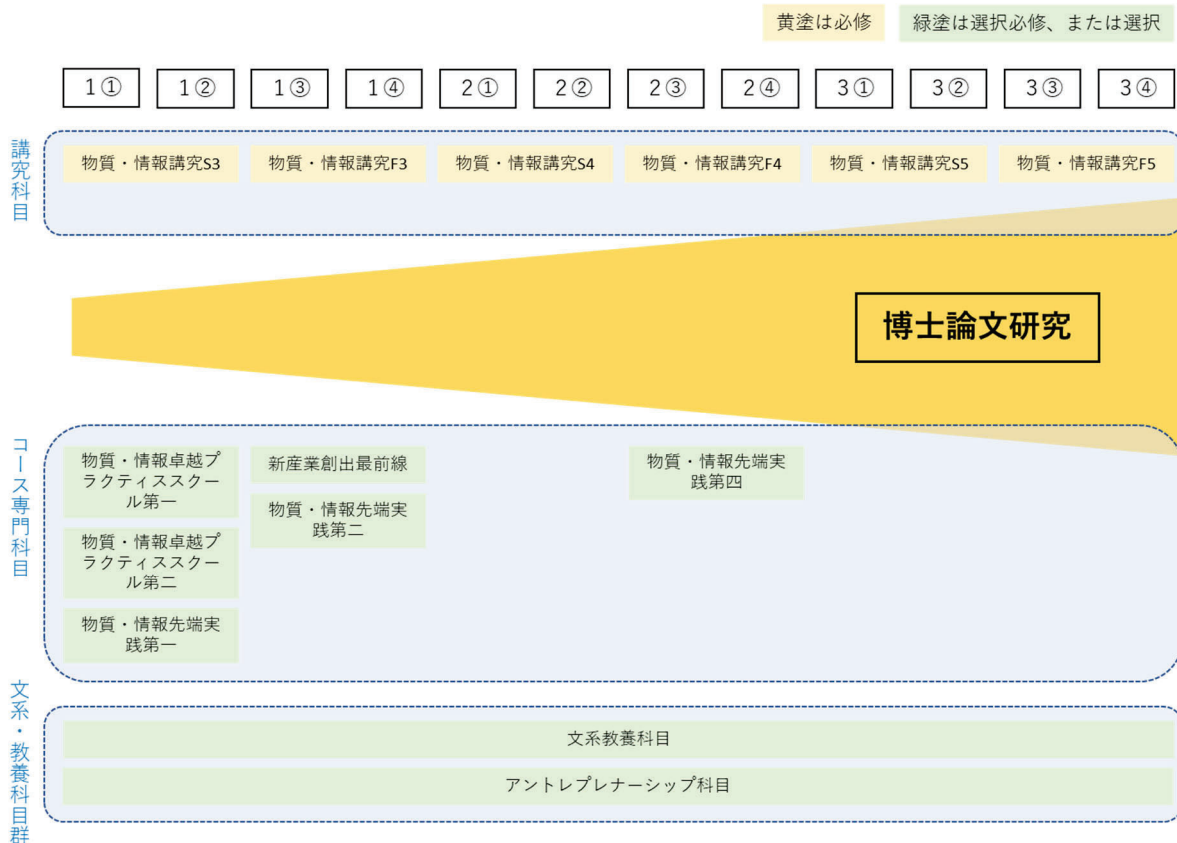 黄塗は必修
緑塗は選択必修、または選択
1①
1②
1③
1④
2①
2②
2③
2④
3①
3②
3③
3④
講究科目
物質・情報講究S3
物質・情報講究F3
物質・情報講究S4
物質・情報講究F4
物質・情報講究S5
物質・情報講究F5
博士論文研究
コース専門科目
物質・情報卓越プ
ラクティススクー
ル第一
物質・情報卓越プ
ラクティススクー
ル第二
物質・情報先端実
践第一
新産業創出最前線
物質・情報先端実
践第二
物質・情報先端実
践第四
文系・教養科目群
文系教養科目
アントレプレナーシップ科目